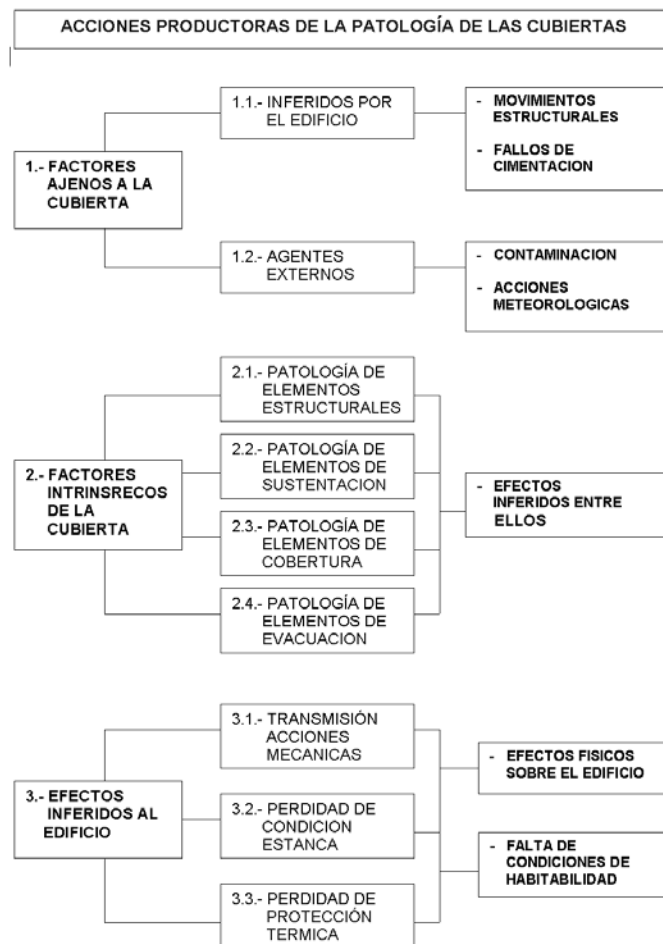 ACCIONES PRODUCTORAS DE LA PATOLOGÍA DE LAS CUBIERTAS
1.- FACTORES
AJENOS A LA
CUBIERTA
1.1.- INFERIDOS POR
EL EDIFICIO
- MOVIMIENTOS
ESTRUCTURALES
- FALLOS DE
CIMENTACION
1.2.- AGENTES
EXTERNOS
- CONTAMINACION
- ACCIONES
METEOROLOGICAS
2.- FACTORES
INTRINSRECOS
DE LA
CUBIERTA
2.1.- PATOLOGÍA DE
ELEMENTOS
ESTRUCTURALES
2.2.- PATOLOGÍA DE
ELEMENTOS DE
SUSTENTACION
2.3.- PATOLOGÍA DE
ELEMENTOS DE
COBERTURA
2.4.- PATOLOGÍA DE
ELEMENTOS DE
EVACUACION
- EFECTOS
INFERIDOS ENTRE
ELLOS
3.- EFECTOS
INFERIDOS AL
EDIFICIO
3.1.- TRANSMISIÓN
ACCIONES
MECANICAS
3.2.- PERDIDAD DE
CONDICION
ESTANCA
3.3.- PERDIDAD DE
PROTECCIÓN
TERMICA
- EFECTOS FISICOS
SOBRE EL EDIFICIO
- FALTA DE
CONDICIONES DE
HABITABILIDAD